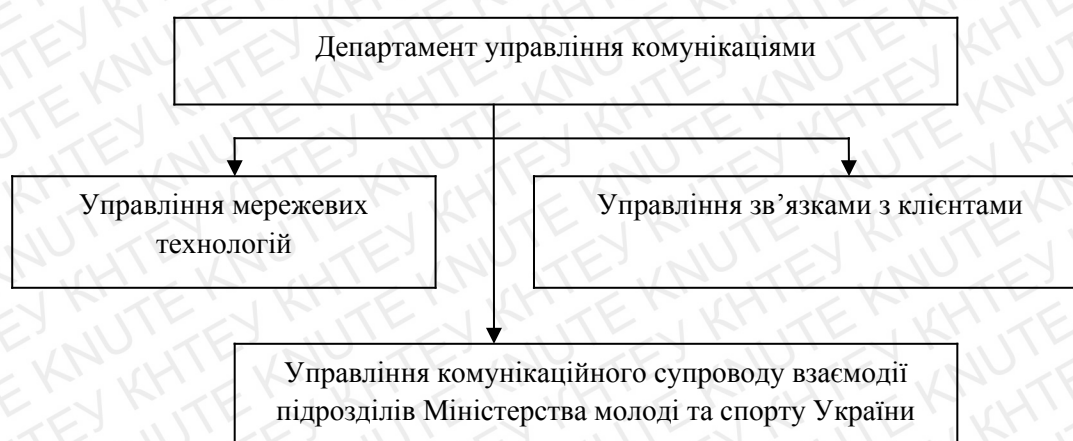 Департамент управління комунікаціями
Управління мережевих
технологій
Управління зв’язками з клієнтами
Управління комунікаційного супроводу взаємодії
підрозділів Міністерства молоді та спорту України